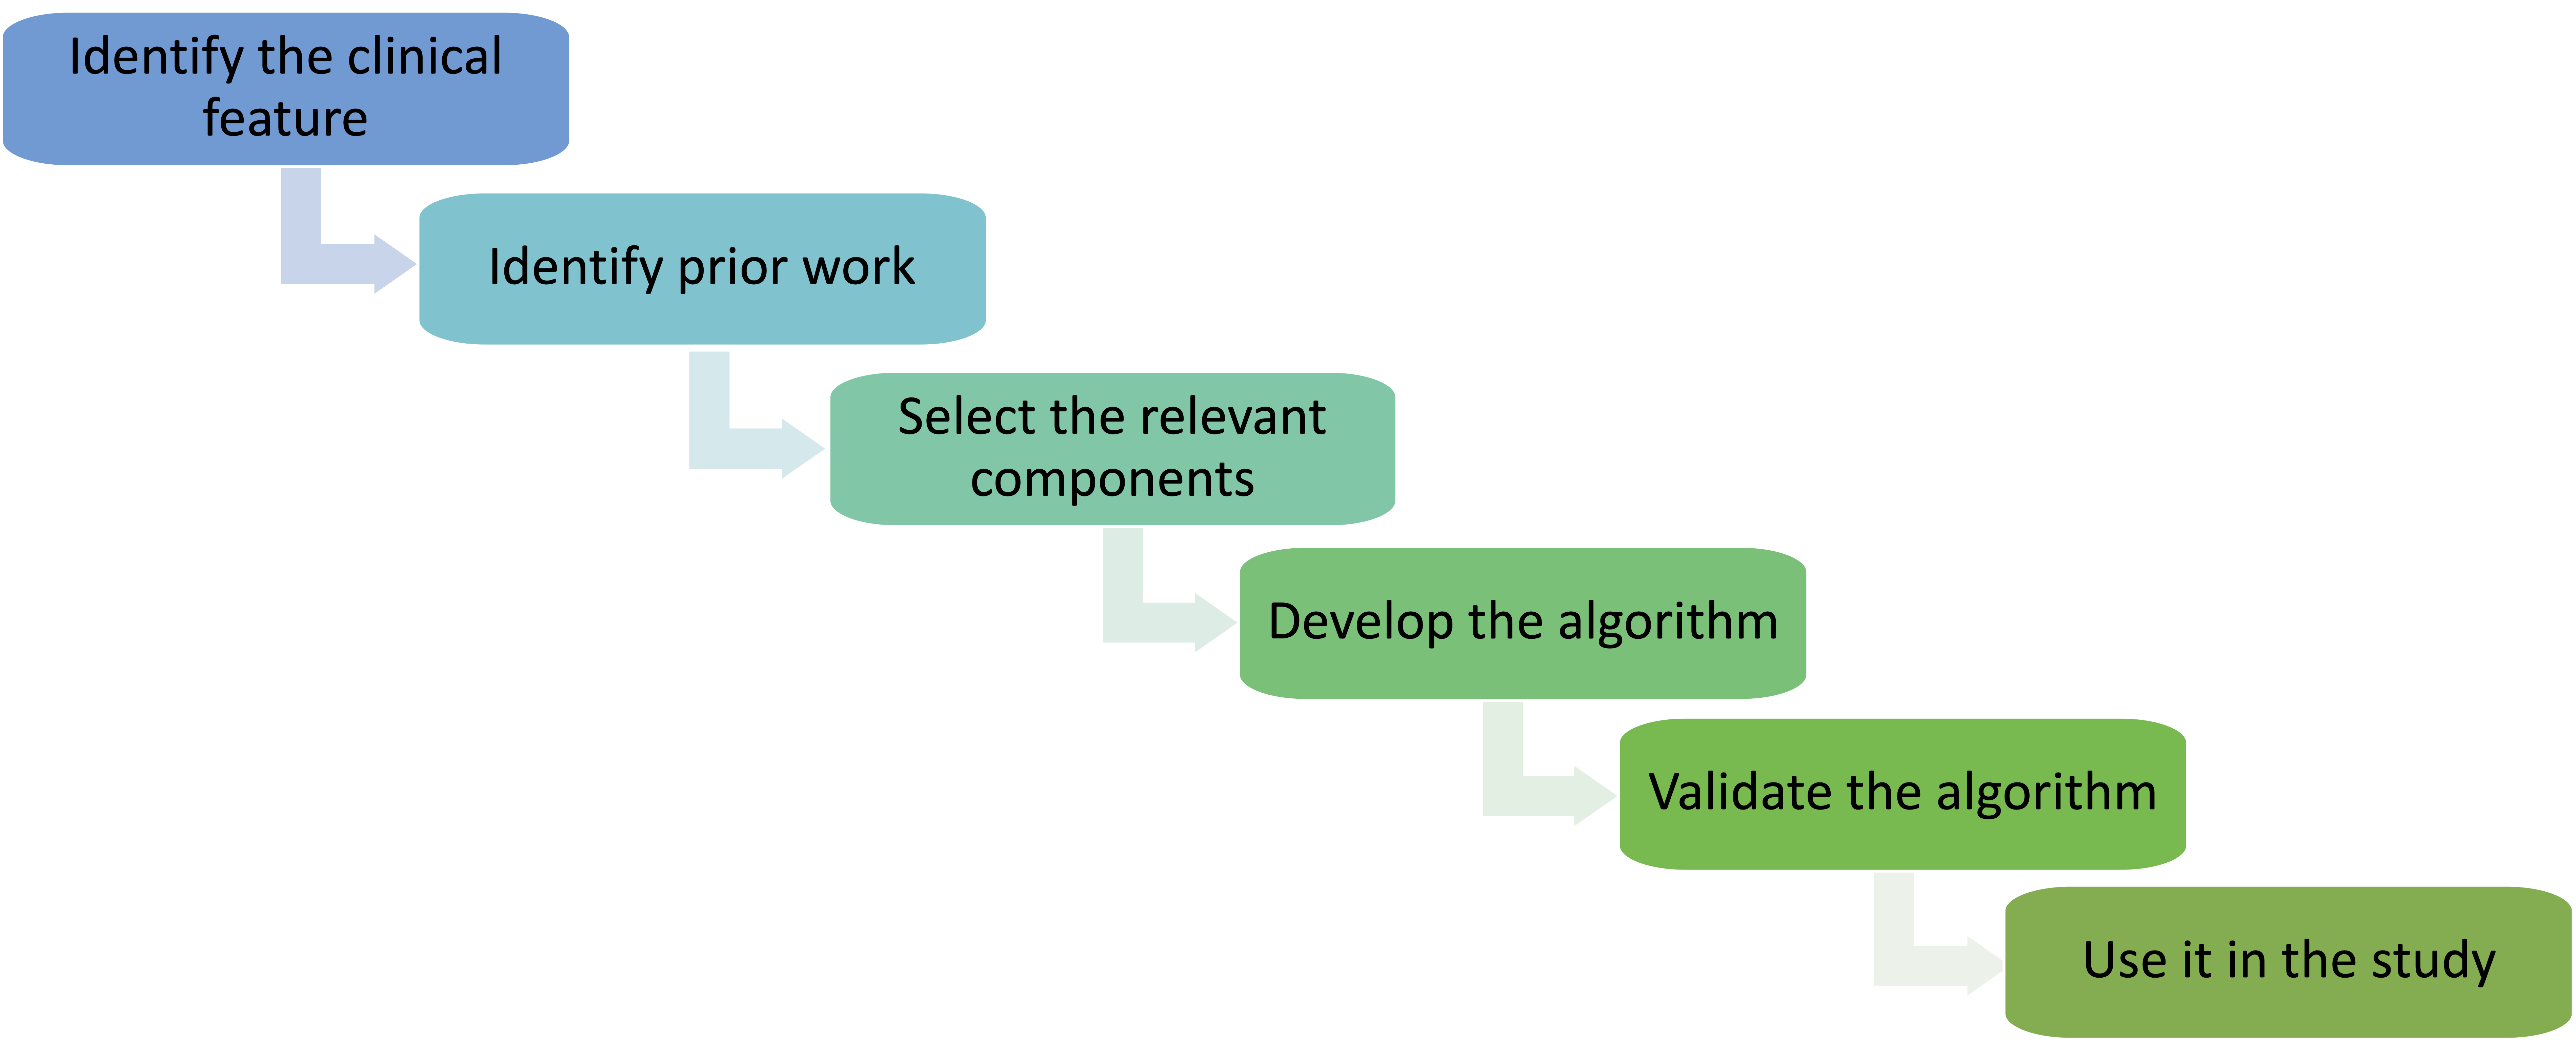 Identify the clinical
feature
Identify prior work
Select the relevant
components
Develop the algorithm
Validate the algorithm
Use it in the study